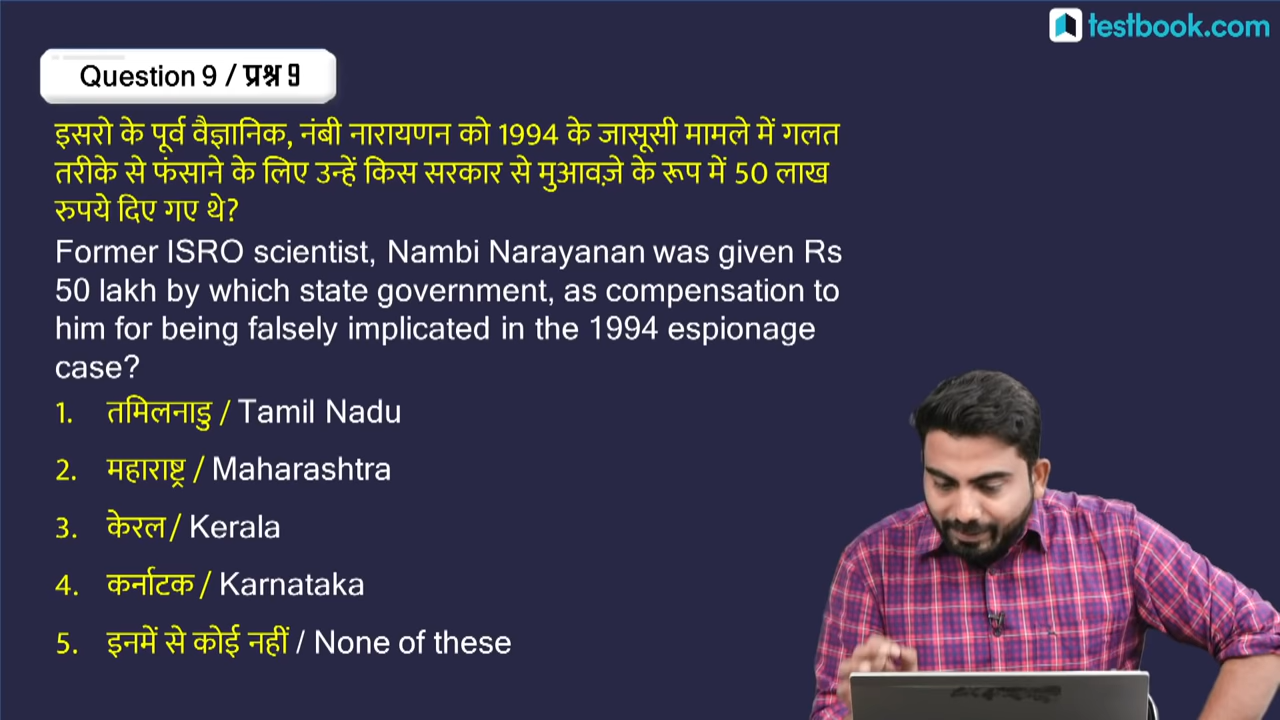 testbook.com
Question 9 / प्रश्न 9
इसरो के पूर्व वैज्ञानिक, नंबी नारायणन को 1994 के जासूसी मामले में गलत
तरीके से फंसाने के लिए उन्हें किस सरकार से मुआवज़े के रूप में 50 लाख
रुपये दिए गए थे?
Former ISRO scientist, Nambi Narayanan was given Rs
50 lakh by which state government, as compensation to
him for being falsely implicated in the 1994 espionage
case?
1. तमिलनाडु / Tamil Nadu
2. महाराष्ट्र / Maharashtra
3. केरल / Kerala
4. कर्नाटक / Karnataka
5. इनमें से कोई नहीं / None of these